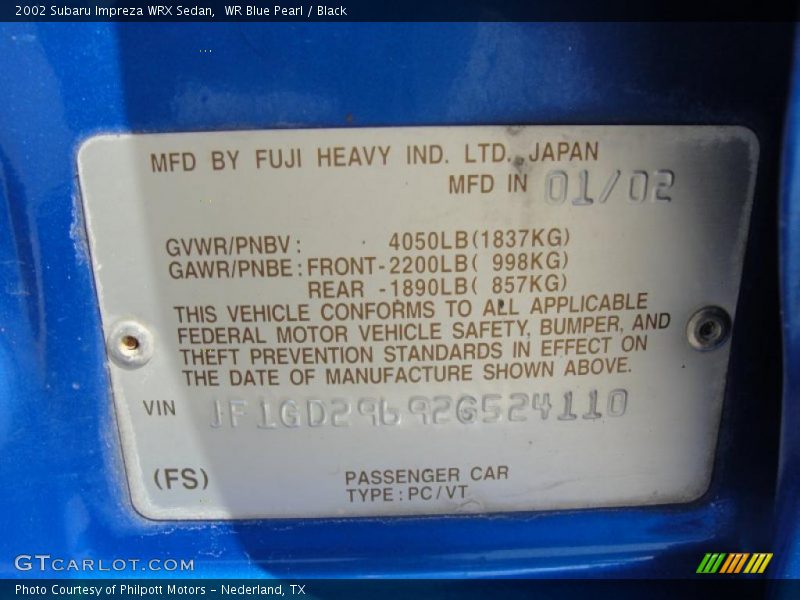 2002 Subaru Impreza WRX Sedan,  WR Blue Pearl / Black
MFD BY FUJI HEAVY IND. LTD. JAPAN
MFD IN 01/02
GVWR/PNBV: 4050LB(1837KG)
GAWR/PNBE:FRONT-2200LB( 998KG)
REAR -1890LB( 857KG)
THIS VEHICLE CONFORMS TO ALL APPLICABLE
FEDERAL MOTOR VEHICLE SAFETY, BUMPER, AND
THEFT PREVENTION STANDARDS IN EFFECT ON
THE DATE OF MANUFACTURE SHOWN ABOVE.
VIN JF1GD29692G524110
(FS)
PASSENGER CAR
TYPE:PC/VT
GTCARLOT.COM
Photo Courtesy of Philpott Motors - Nederland, TX